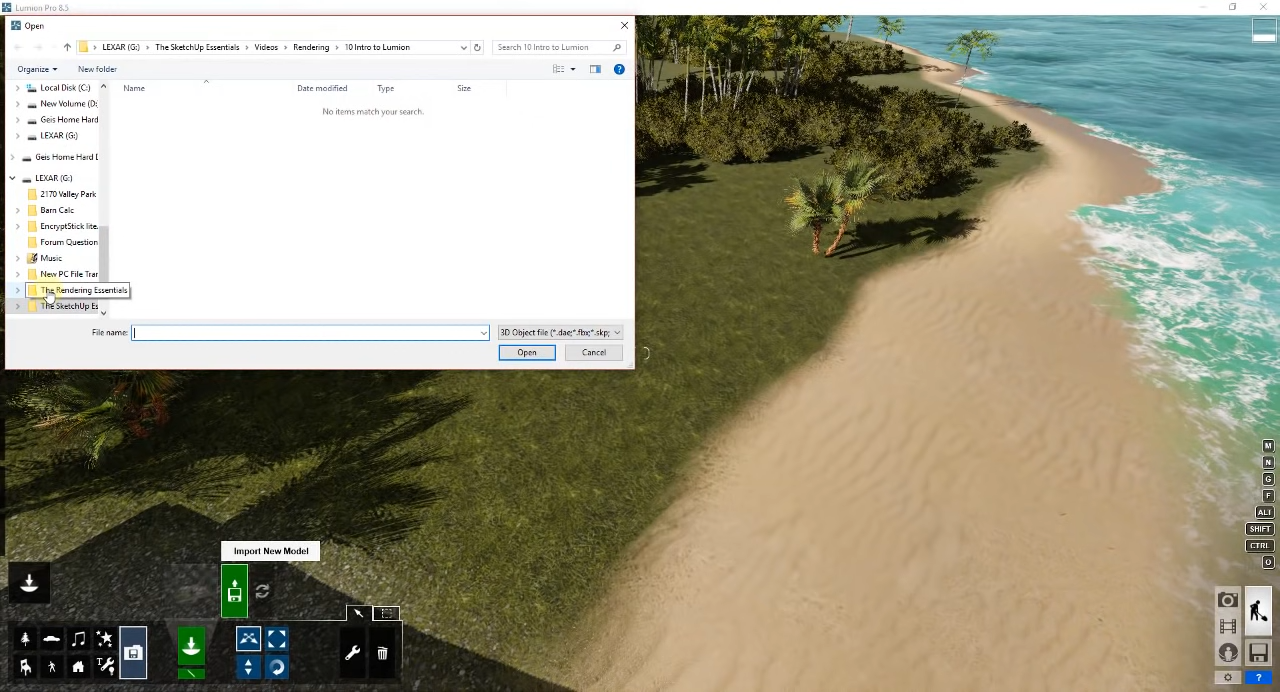 Lumion Pro 8.5
Open
LEXAR (G:) › The SketchUp Essentials › Videos › Rendering › 10 Intro to Lumion
Search 10 Intro to Lumion
Organize
New folder
?
Name
Date modified
Type
Size
No items match your search.
Local Disk (C:)
New Volume (D:
Geis Home Hard
LEXAR (G:)
Geis Home Hard D
LEXAR (G:)
2170 Valley Park
Barn Calc
EncryptStick lite.
Forum Question
Music
New PC File Tran
The Rendering Essentials
The SketchUp Es
File name:
3D Object file (*.dae;*.fbx;*.skp;
Open
Cancel
M
N
G
F
ALT
SHIFT
CTRL
O
Import New Model
?